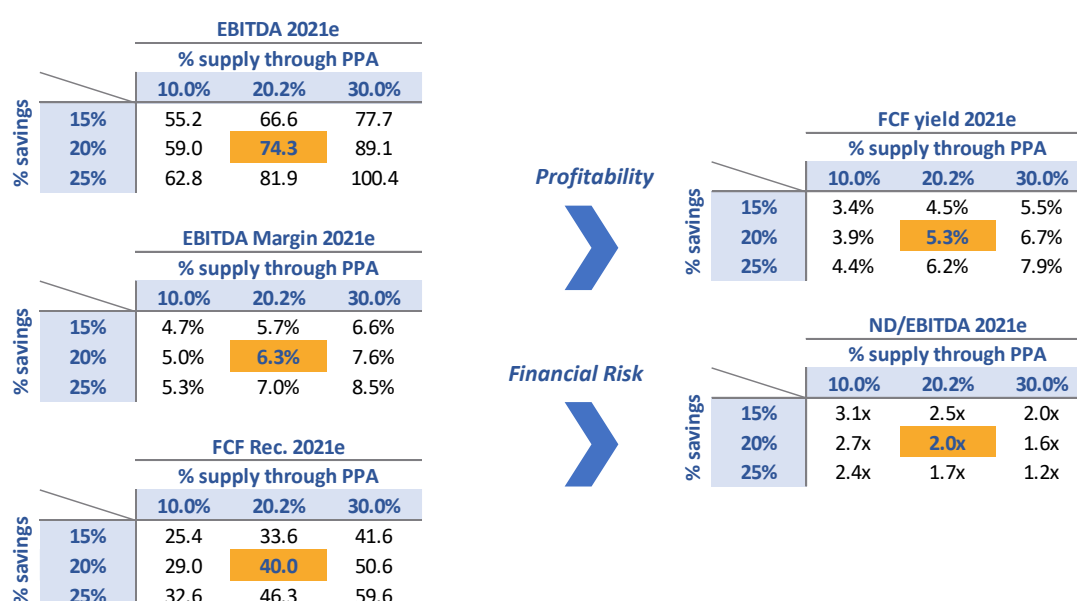 EBITDA 2021e
% supply through PPA
10.0% 20.2% 30.0%
% savings
15% 55.2 66.6 77.7
20% 59.0 74.3 89.1
25% 62.8 81.9 100.4
EBITDA Margin 2021e
% supply through PPA
10.0% 20.2% 30.0%
% savings
15% 4.7% 5.7% 6.6%
20% 5.0% 6.3% 7.6%
25% 5.3% 7.0% 8.5%
FCF Rec. 2021e
% supply through PPA
10.0% 20.2% 30.0%
% savings
15% 25.4 33.6 41.6
20% 29.0 40.0 50.6
25% 32.6 46.3 59.6
Profitability
Financial Risk
FCF yield 2021e
% supply through PPA
10.0% 20.2% 30.0%
% savings
15% 3.4% 4.5% 5.5%
20% 3.9% 5.3% 6.7%
25% 4.4% 6.2% 7.9%
ND/EBITDA 2021e
% supply through PPA
10.0% 20.2% 30.0%
% savings
15% 3.1x 2.5x 2.0x
20% 2.7x 2.0x 1.6x
25% 2.4x 1.7x 1.2x